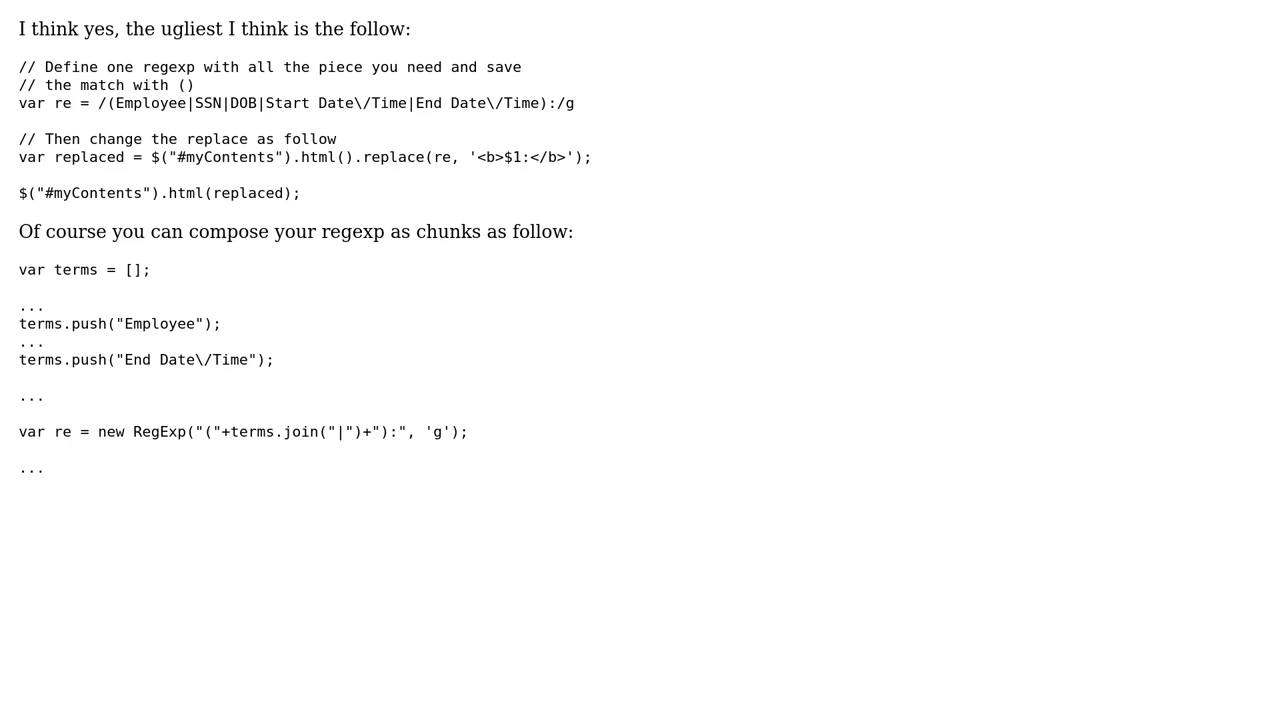 I think yes, the ugliest I think is the follow:
// Define one regexp with all the piece you need and save
// the match with ()
var re = /(Employee|SSN|DOB|Start Date\/Time|End Date\/Time):/g
// Then change the replace as follow
var replaced = $("#myContents").html().replace(re, '<b>$1:</b>');
$("#myContents").html(replaced);
Of course you can compose your regexp as chunks as follow:
var terms = [];
...
terms.push("Employee");
...
terms.push("End Date\/Time");
...
var re = new RegExp("("+terms.join("|")+"):", 'g');
...